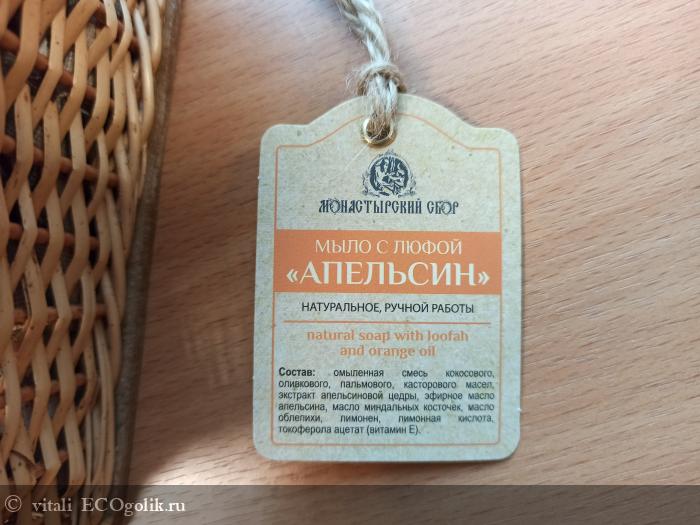 МОНАСТЫРСКИЙ СБОР
МЫЛО С ЛЮФОЙ
«АПЕЛЬСИН»
НАТУРАЛЬНОЕ, РУЧНОЙ РАБОТЫ
natural soap with loofah
and orange oil
Состав: омыленная смесь кокосового,
оливкового, пальмового, касторового масел,
экстракт апельсиновой цедры, эфирное масло
апельсина, масло миндальных косточек, масло
облепихи, лимонен, лимонная кислота,
токоферола ацетат (витамин Е).
© vitali ECOgolik.ru